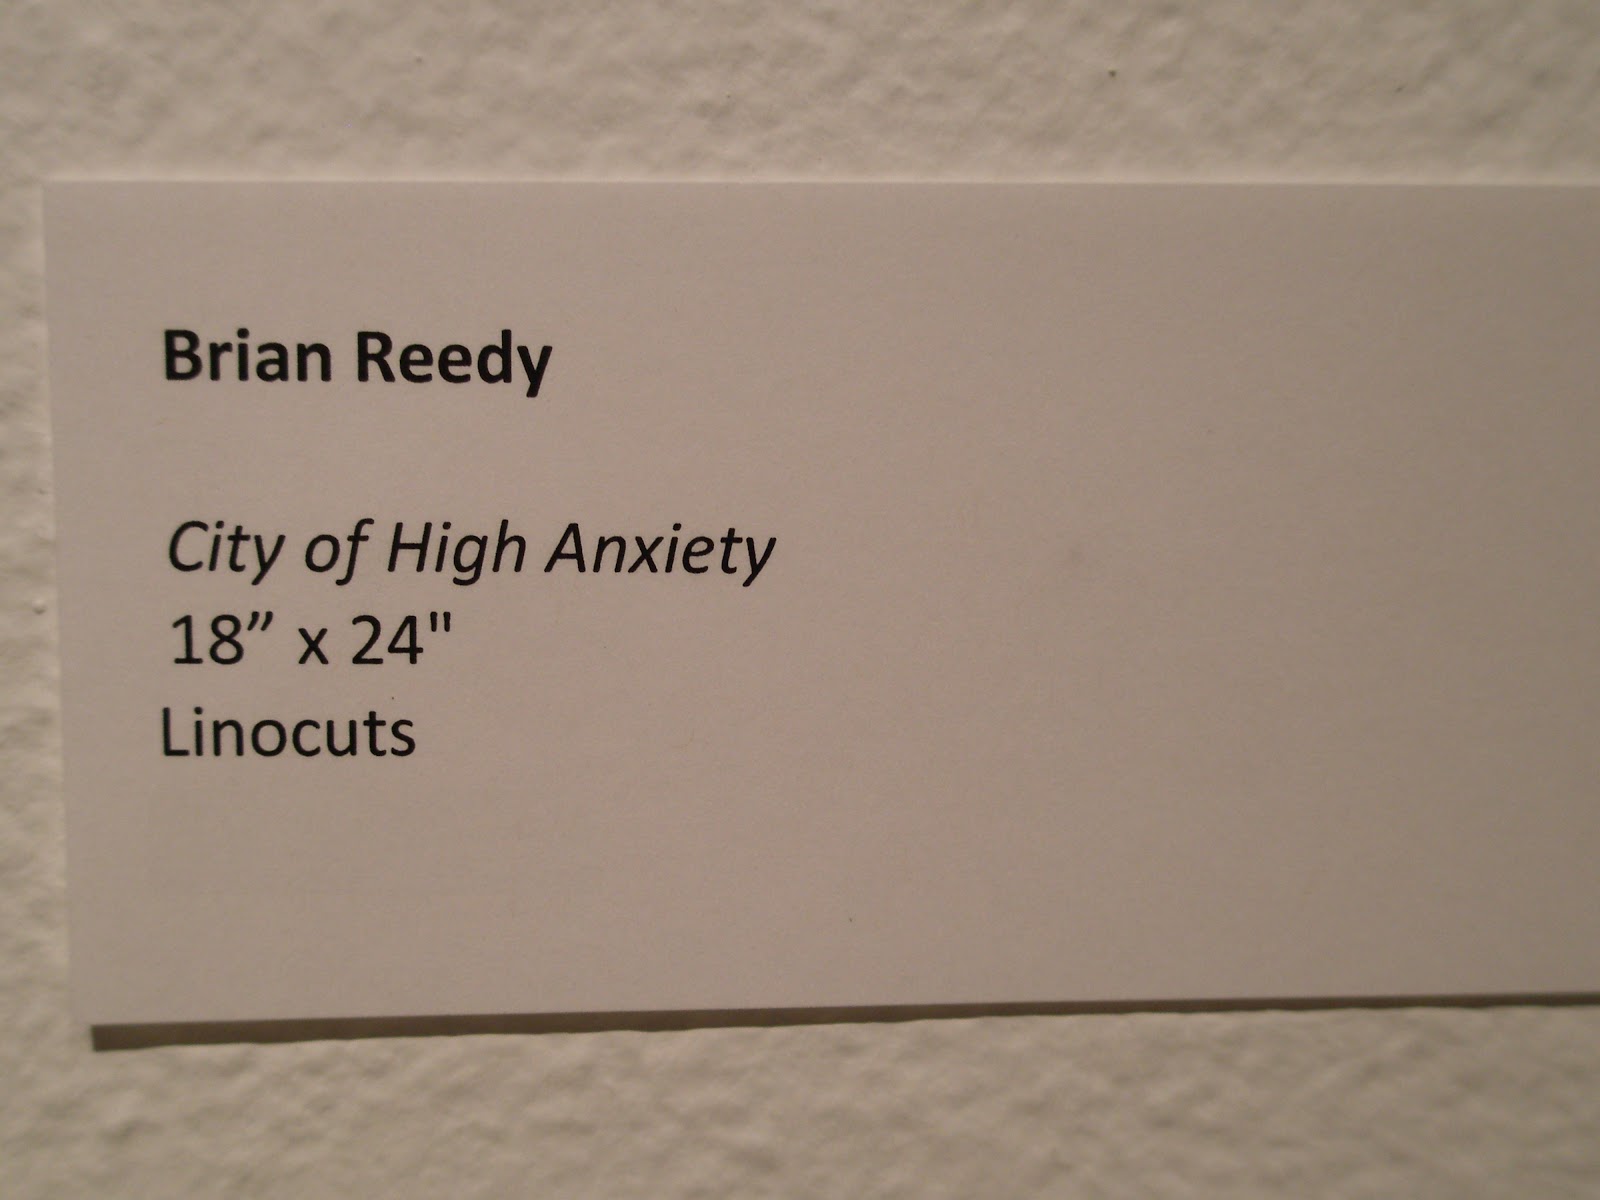 Brian Reedy
City of High Anxiety
18” x 24"
Linocuts